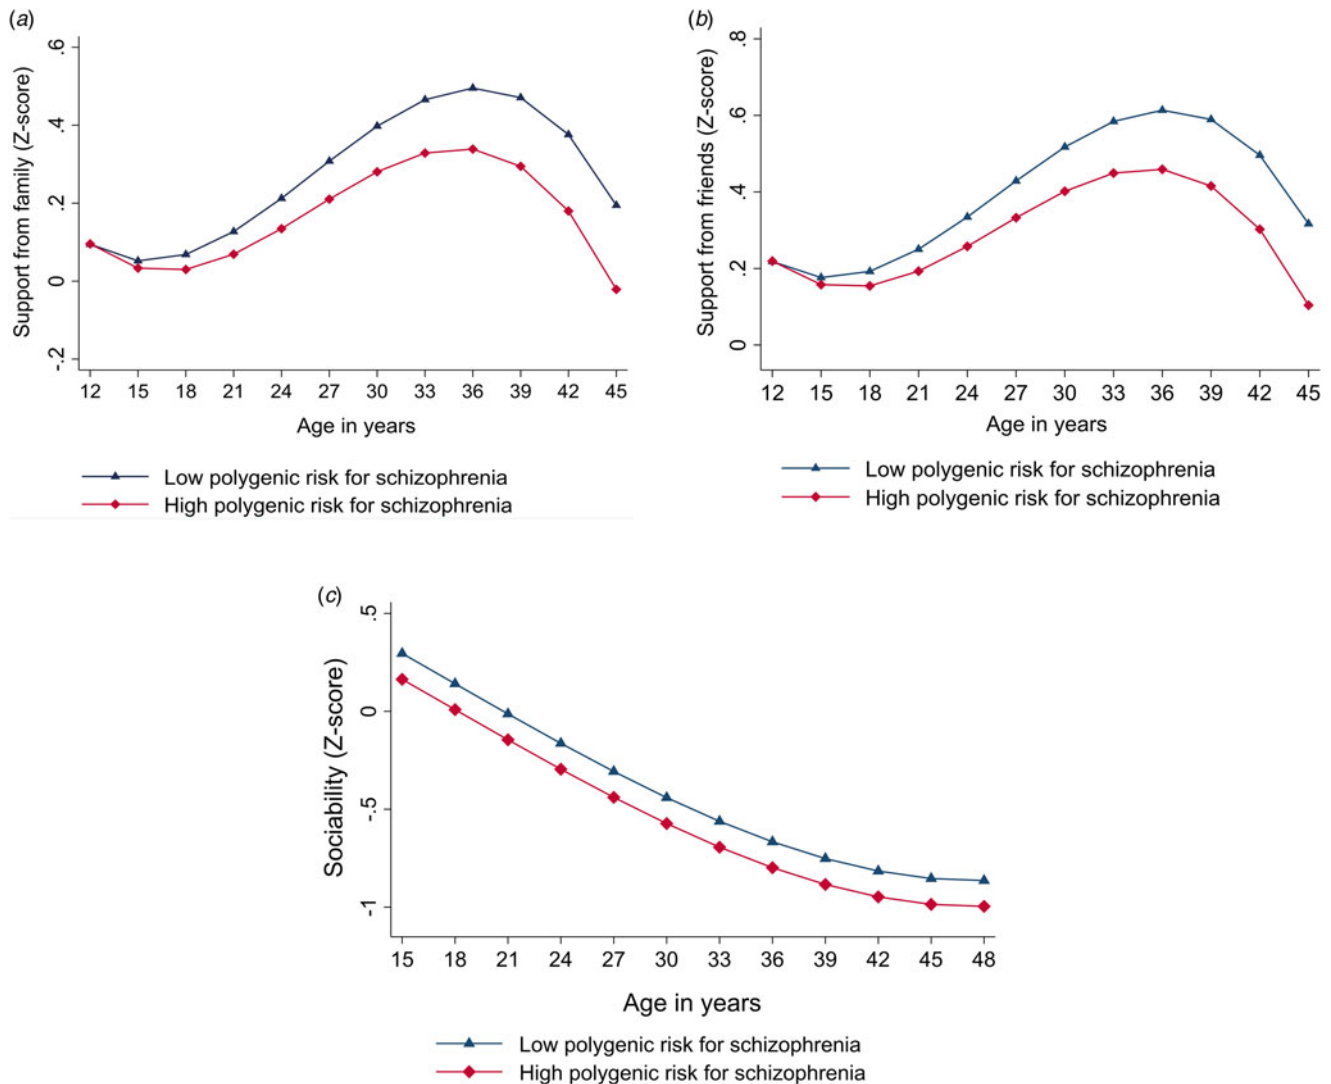 (a)
Support from family (Z-score)
.6
.4
.2
0
-.2
12 15 18 21 24 27 30 33 36 39 42 45
Age in years
Low polygenic risk for schizophrenia
High polygenic risk for schizophrenia
(b)
Support from friends (Z-score)
.8
.6
.4
.2
0
12 15 18 21 24 27 30 33 36 39 42 45
Age in years
Low polygenic risk for schizophrenia
High polygenic risk for schizophrenia
(c)
Sociability (Z-score)
.5
0
-.5
-1
15 18 21 24 27 30 33 36 39 42 45 48
Age in years
Low polygenic risk for schizophrenia
High polygenic risk for schizophrenia